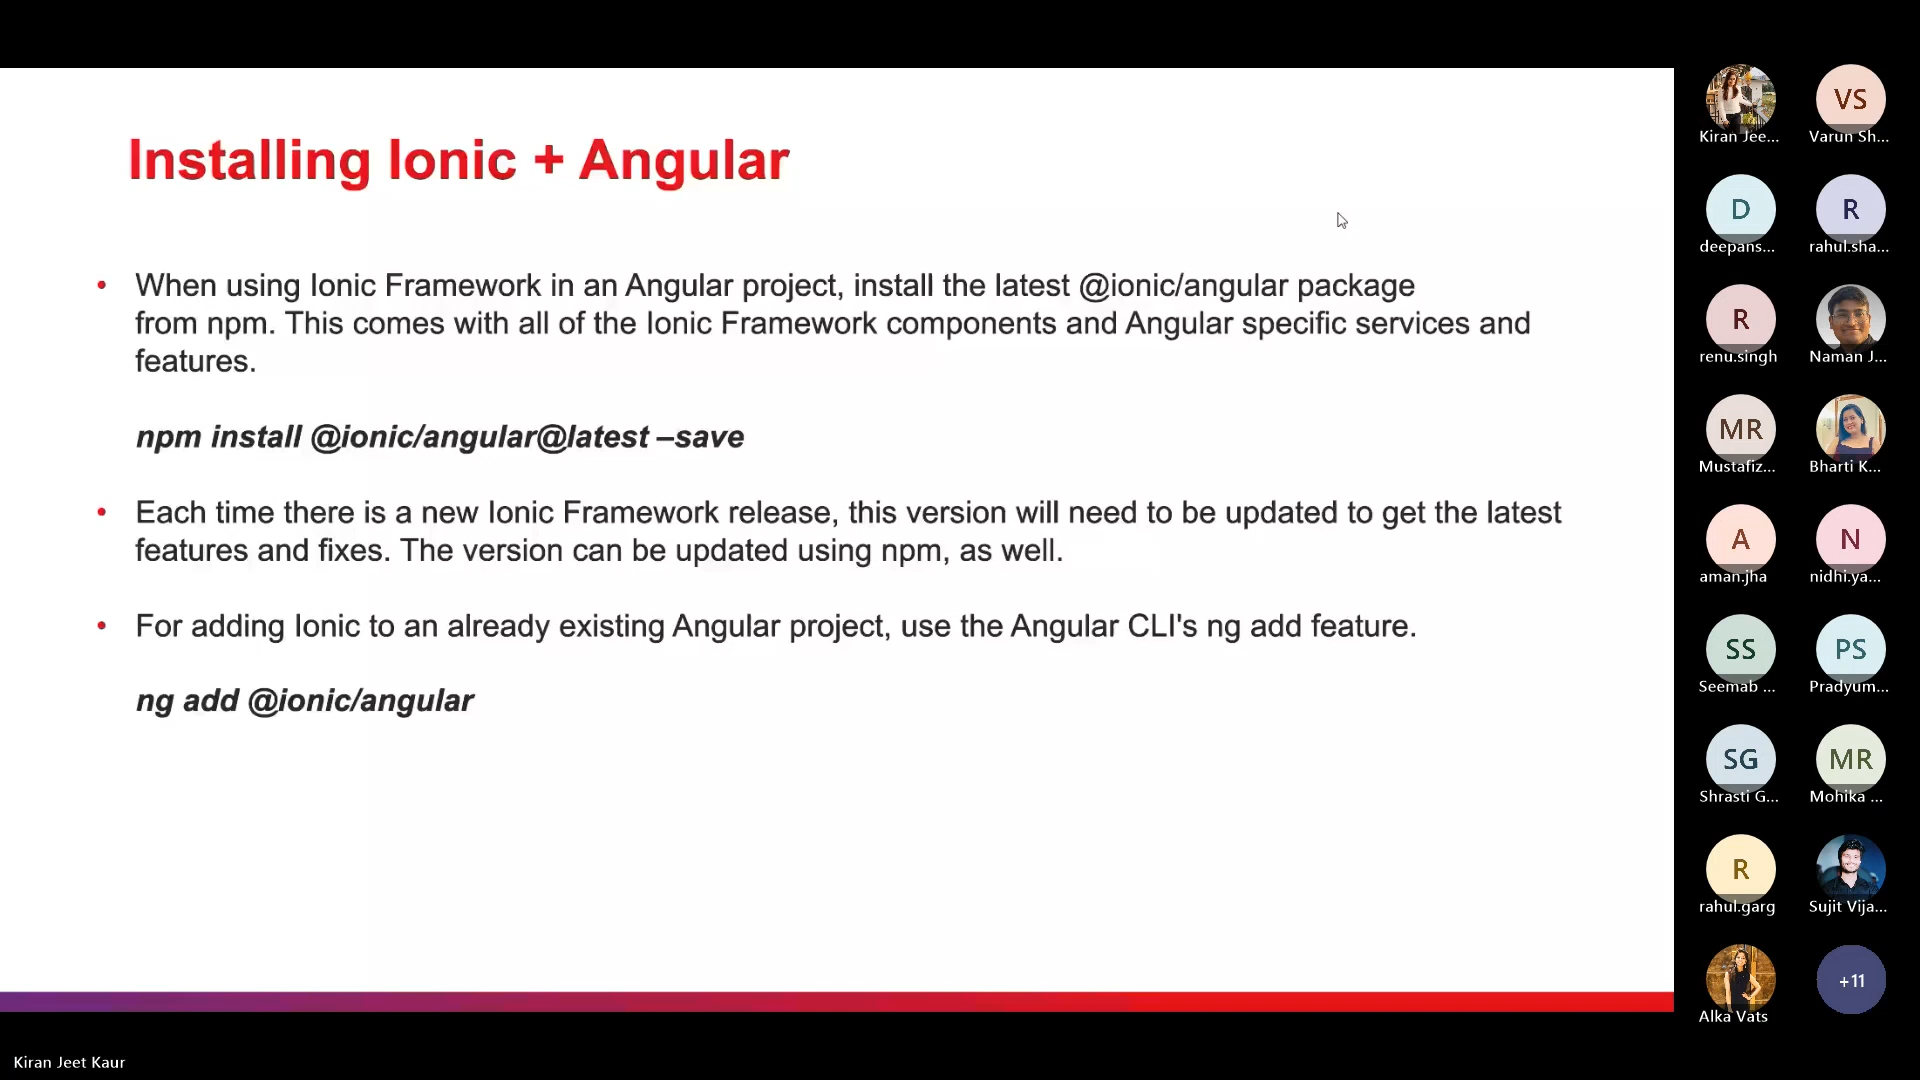 Installing Ionic + Angular
• When using Ionic Framework in an Angular project, install the latest @ionic/angular package
from npm. This comes with all of the Ionic Framework components and Angular specific services and
features.
npm install @ionic/angular@latest –save
• Each time there is a new Ionic Framework release, this version will need to be updated to get the latest
features and fixes. The version can be updated using npm, as well.
• For adding Ionic to an already existing Angular project, use the Angular CLI's ng add feature.
ng add @ionic/angular
Kiran Jee...
VS
Varun Sh...
D
deepans...
R
rahul.sha...
R
renu.singh
Naman J...
MR
Mustafiz...
Bharti K...
A
aman.jha
N
nidhi.ya...
SS
Seemab ...
PS
Pradyum...
SG
Shrasti G...
MR
Mohika ...
R
rahul.garg
Sujit Vija...
Alka Vats
+11
Kiran Jeet Kaur